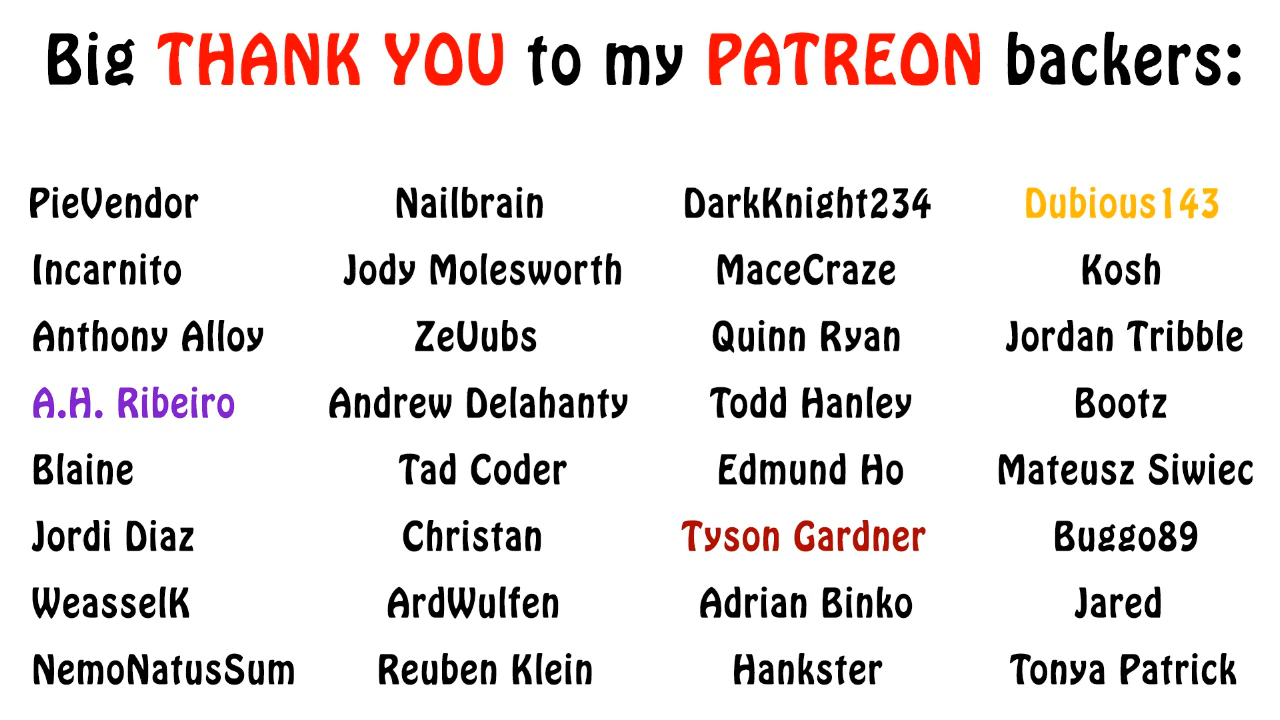 Big THANK YOU to my PATREON backers:
PieVendor Nailbrain DarkKnight234 Dubious143
Incarnito Jody Molesworth MaceCraze Kosh
Anthony Alloy ZeVubs Quinn Ryan Jordan Tribble
A.H. Ribeiro Andrew Delahanty Todd Hanley Bootz
Blaine Tad Coder Edmund Ho Mateusz Siwiec
Jordi Diaz Christan Tyson Gardner Buggo89
WeasselK ArdWulfen Adrian Binko Jared
NemoNatusSum Reuben Klein Hankster Tonya Patrick